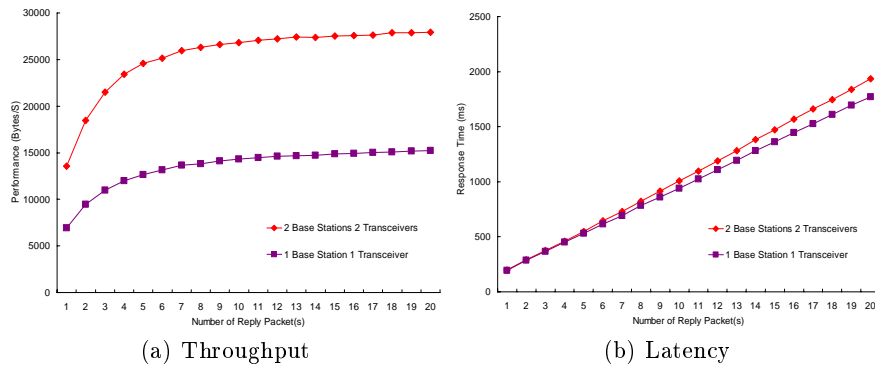 30000
25000
20000
15000
10000
5000
0
Performance (Bytes/S)
2 Base Stations 2 Transceivers
1 Base Station 1 Transceiver
1 2 3 4 5 6 7 8 9 10 11 12 13 14 15 16 17 18 19 20
Number of Reply Packet(s)
(a) Throughput
2500
2000
1500
1000
500
0
Response Time (ms)
2 Base Stations 2 Transceivers
1 Base Station 1 Transceiver
1 2 3 4 5 6 7 8 9 10 11 12 13 14 15 16 17 18 19 20
Number of Reply Packet(s)
(b) Latency